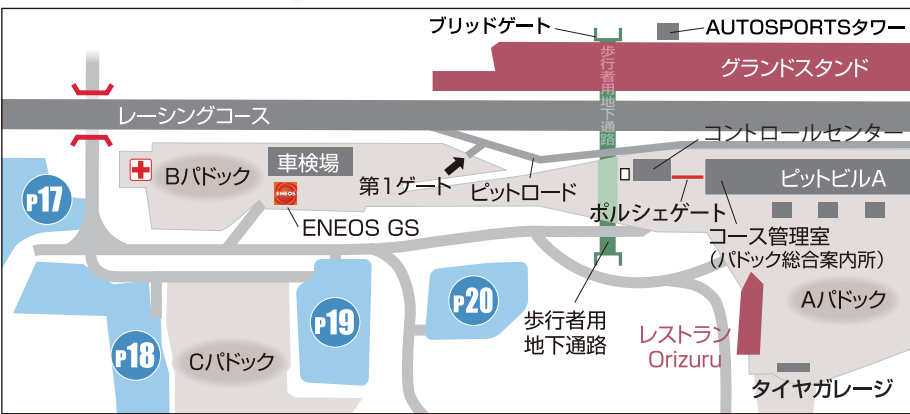 ブリッドゲート
AUTOSPORTSタワー
グランドスタンド
歩行者用地下通路
レーシングコース
コントロールセンター
車検場
Bパドック
第1ゲート
ピットロード
ピットビルA
P17
ENEOS
ENEOS GS
ポルシェゲート
コース管理室
(パドック総合案内所)
P20
P19
歩行者用
地下通路
Aパドック
レストラン
Orizuru
P18
Cパドック
タイヤガレージ